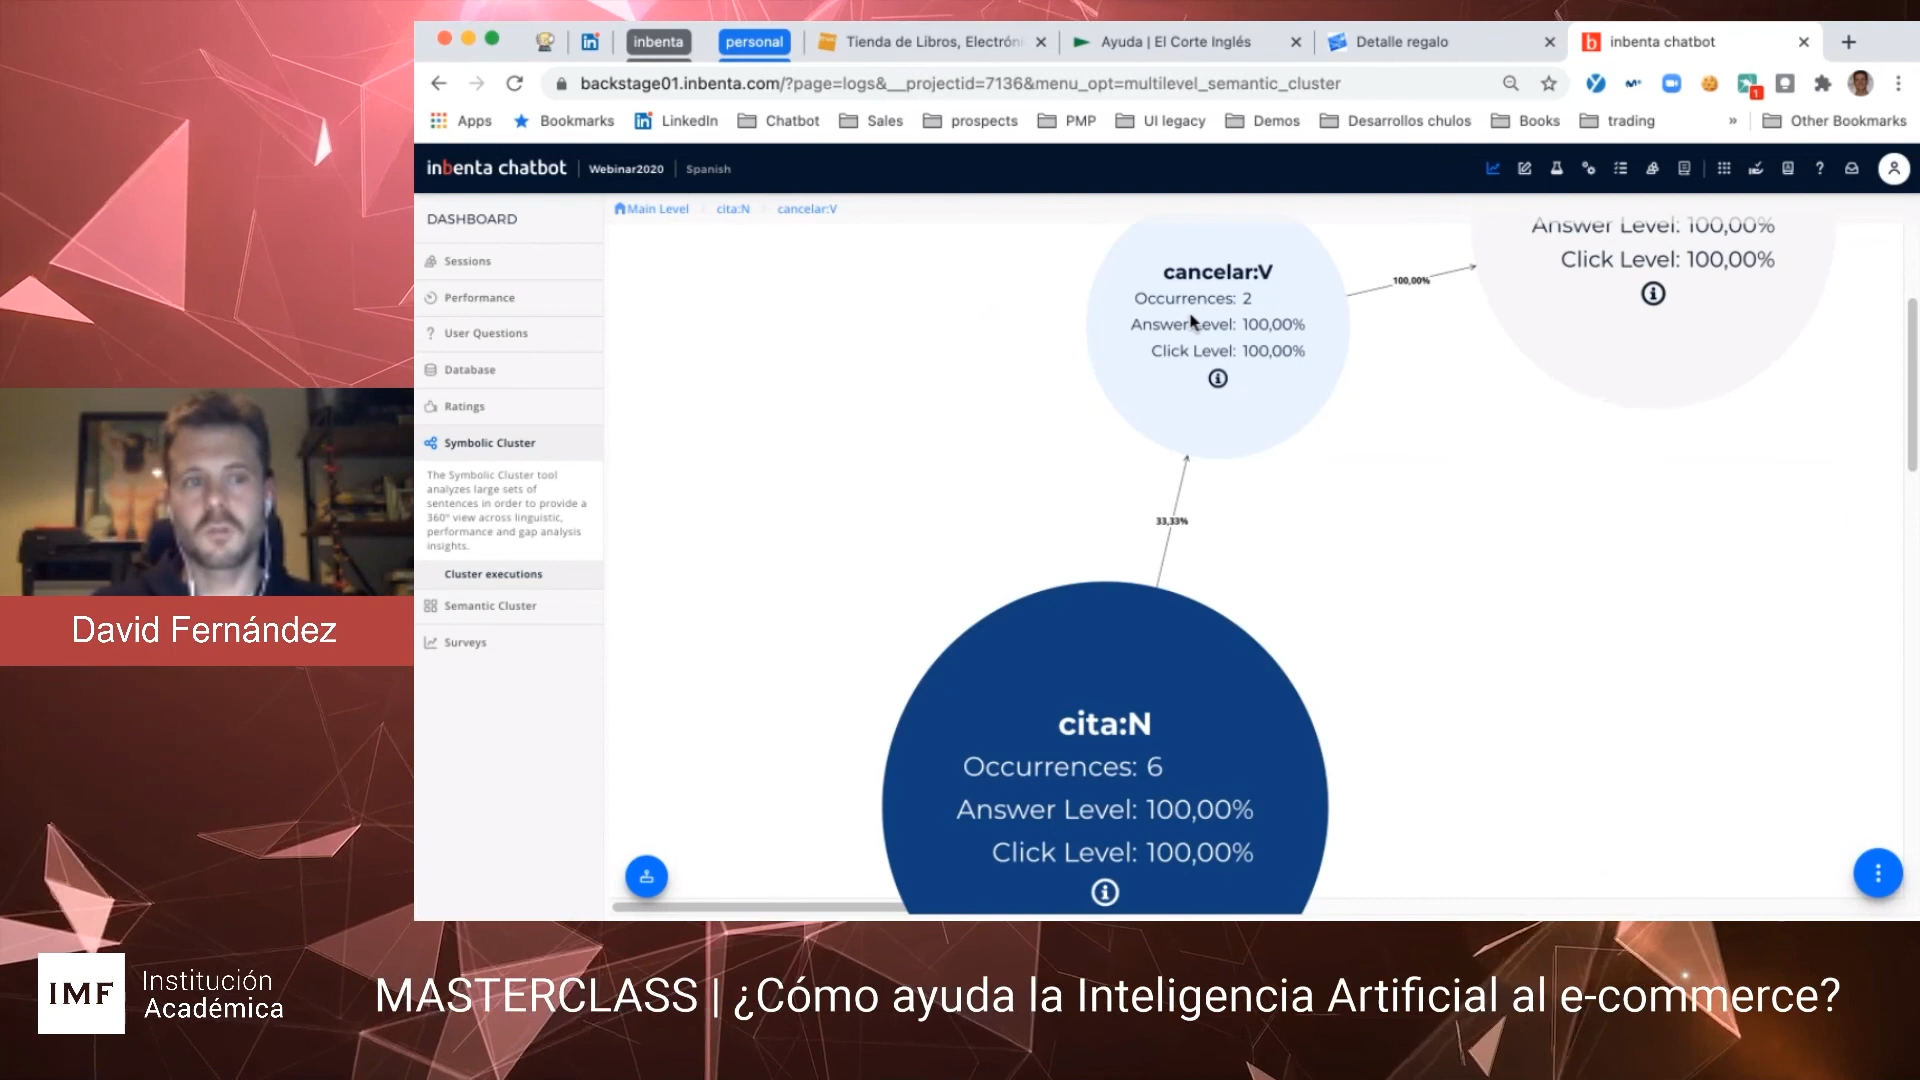 inbenta
personal
Tienda de Libros, Electróni
Ayuda | El Corte Inglés
Detalle regalo
inbenta chatbot
backstage01.inbenta.com/?page=logs&__projectid=7136&menu_opt=multilevel_semantic_cluster
1
Apps
Bookmarks
LinkedIn
Chatbot
Sales
prospects
PMP
UI legacy
Demos
Desarrollos chulos
Books
trading
»
Other Bookmarks
inbenta chatbot
Webinar2020
Spanish
DASHBOARD
Sessions
Performance
User Questions
Database
Ratings
Symbolic Cluster
The Symbolic Cluster tool
analyzes large sets of
sentences in order to provide a
360º view across linguistic,
performance and gap analysis
insights.
Cluster executions
Semantic Cluster
Surveys
Main Level
cita:N
cancelar:V
Answer Level: 100,00%
Click Level: 100,00%
cancelar:V
Occurrences: 2
Answer Level: 100,00%
Click Level: 100,00%
100,00%
33,33%
cita:N
Occurrences: 6
Answer Level: 100,00%
Click Level: 100,00%
David Fernández
IMF
Institución
Académica
MASTERCLASS | ¿Cómo ayuda la Inteligencia Artificial al e-commerce?